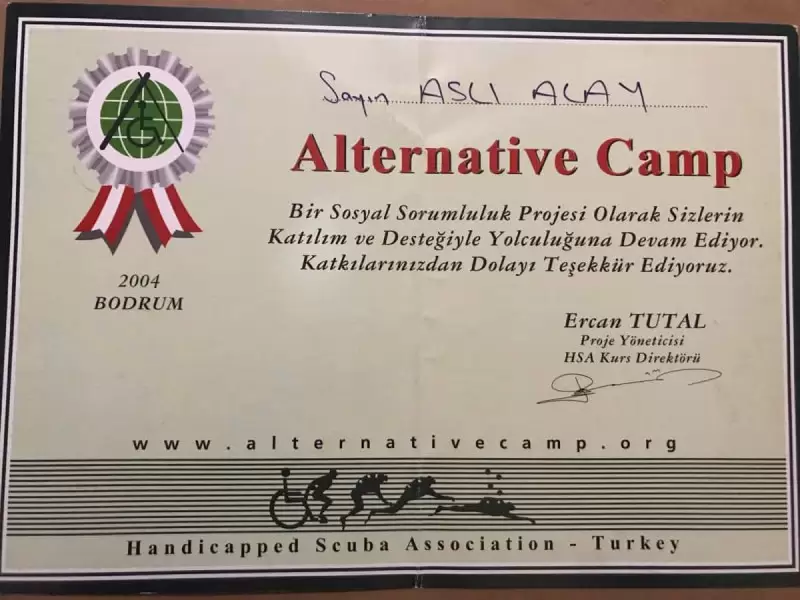 Sayın ASLI ALAY
Alternative Camp
Bir Sosyal Sorumluluk Projesi Olarak Sizlerin
Katılım ve Desteğiyle Yolculuğuna Devam Ediyor.
Katkılarınızdan Dolayı Teşekkür Ediyoruz.
2004
BODRUM
Ercan TUTAL
Proje Yöneticisi
HSA Kurs Direktörü
www.alternativecamp.org
Handicapped Scuba Association - Turkey